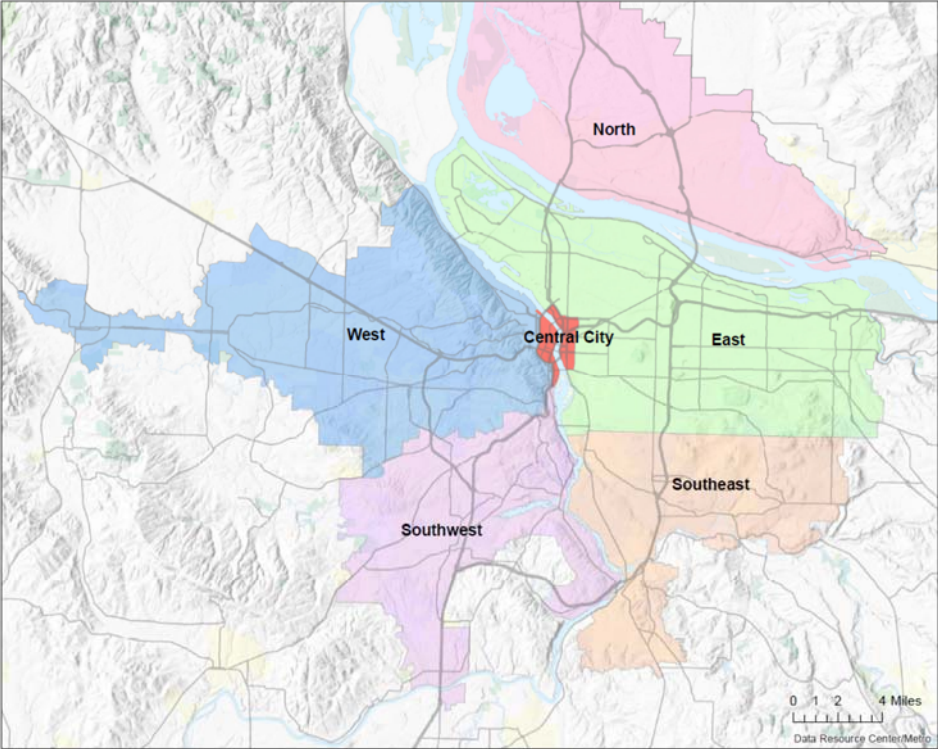 North
West
Central City
East
Southeast
Southwest
0 1 2 4 Miles
Data Resource Center/Metro